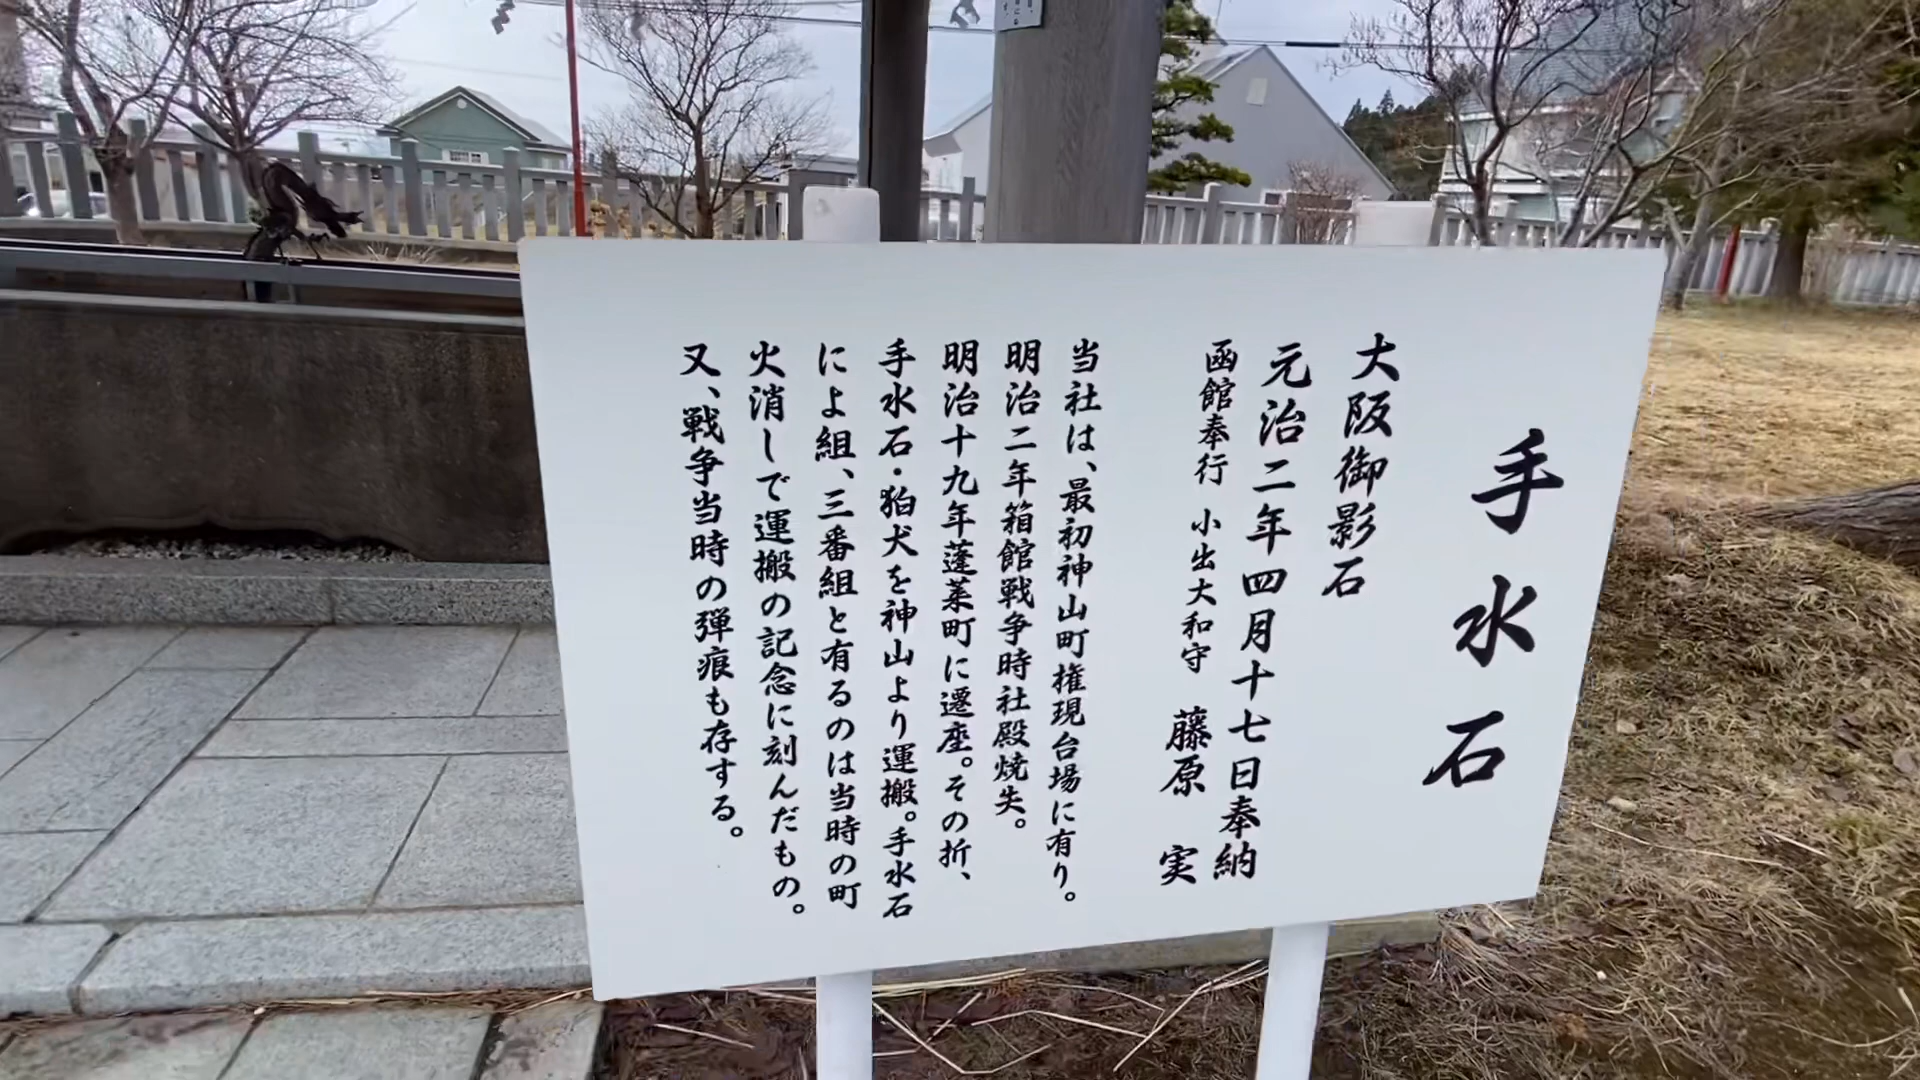 手水石
大阪御影石
元治二年四月十七日奉納
函館奉行 小出大和守 藤原 実
当社は、最初神山町権現台場に有り。
明治二年箱館戦争時社殿焼失。
明治十九年蓬莱町に遷座。その折、
手水石・狛犬を神山より運搬。手水石
によ組、三番組と有るのは当時の町
火消しで運搬の記念に刻んだもの。
又、戦争当時の弾痕も存する。